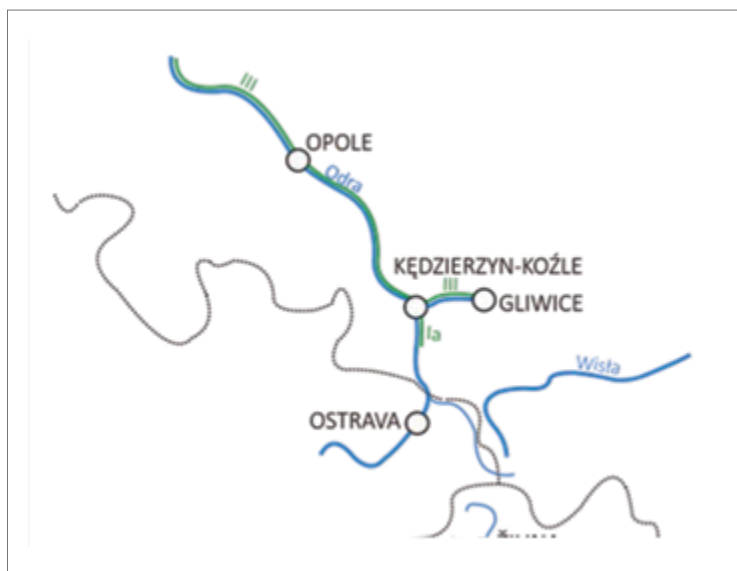 III
OPOLE
Odra
KĘDZIERZYN-KOŹLE
III
GLIWICE
Ia
Wisła
OSTRAVA